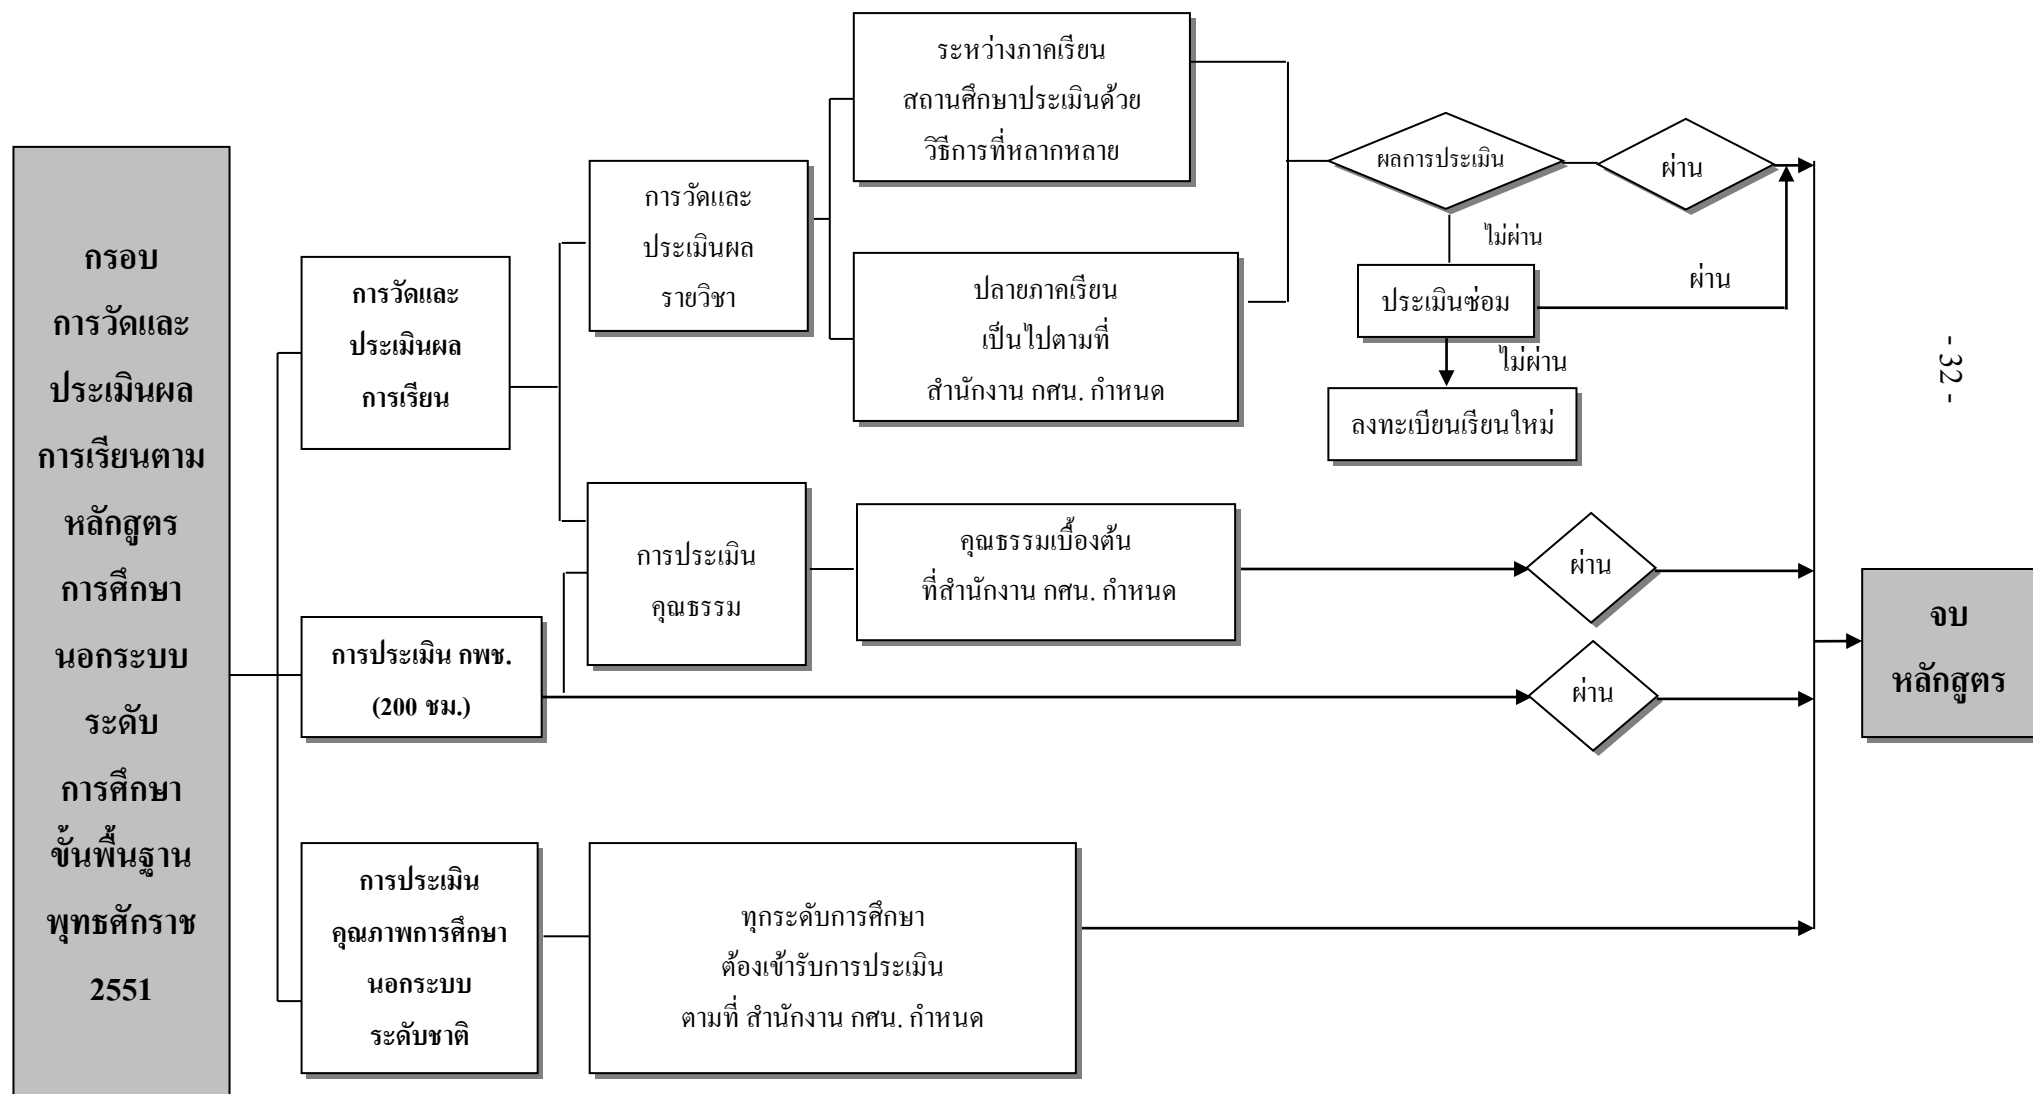 กรอบ
การวัดและ
ประเมินผล
การเรียนตาม
หลักสูตร
การศึกษา
นอกระบบ
ระดับ
การศึกษา
ขั้นพื้นฐาน
พุทธศักราช
2551
การวัดและ
ประเมินผล
การเรียน
การวัดและ
ประเมินผล
รายวิชา
ระหว่างภาคเรียน
สถานศึกษาประเมินด้วย
วิธีการที่หลากหลาย
ปลายภาคเรียน
เป็นไปตามที่
สำนักงาน กศน. กำหนด
ผลการประเมิน
ผ่าน
ไม่ผ่าน
ประเมินซ่อม
ผ่าน
ไม่ผ่าน
ลงทะเบียนเรียนใหม่
การประเมิน
คุณธรรม
คุณธรรมเบื้องต้น
ที่สำนักงาน กศน. กำหนด
ผ่าน
การประเมิน กพช.
(200 ชม.)
ผ่าน
การประเมิน
คุณภาพการศึกษา
นอกระบบ
ระดับชาติ
ทุกระดับการศึกษา
ต้องเข้ารับการประเมิน
ตามที่ สำนักงาน กศน. กำหนด
จบ
หลักสูตร
- 32 -